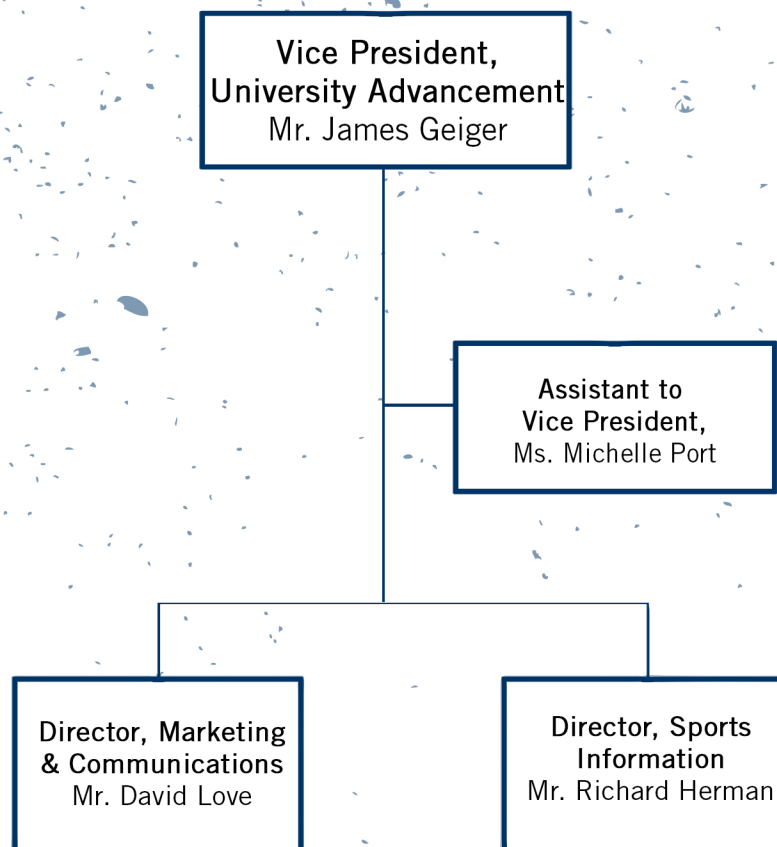 Vice President,
University Advancement
Mr. James Geiger
Assistant to
Vice President,
Ms. Michelle Port
Director, Marketing
& Communications
Mr. David Love
Director, Sports
Information
Mr. Richard Herman